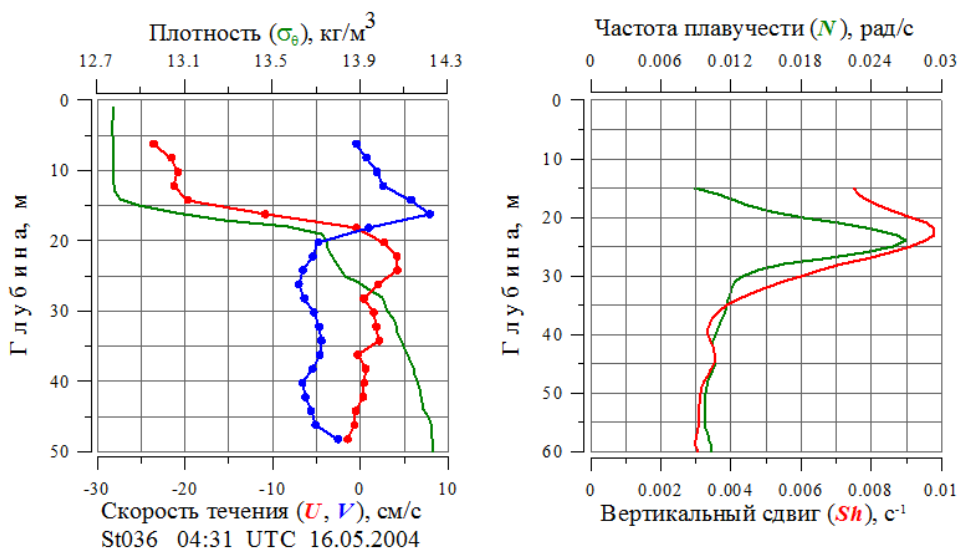 Плотность (σθ), кг/м3
12.7 13.1 13.5 13.9 14.3
0
10
20
30
40
50
Глубина, м
-30 -20 -10 0 10
Скорость течения (U, V), см/с
St036 04:31 UTC 16.05.2004
Частота плавучести (N), рад/с
0 0.006 0.012 0.018 0.024 0.03
0
10
20
30
40
50
60
Глубина, м
0 0.002 0.004 0.006 0.008 0.01
Вертикальный сдвиг (Sh), с-1